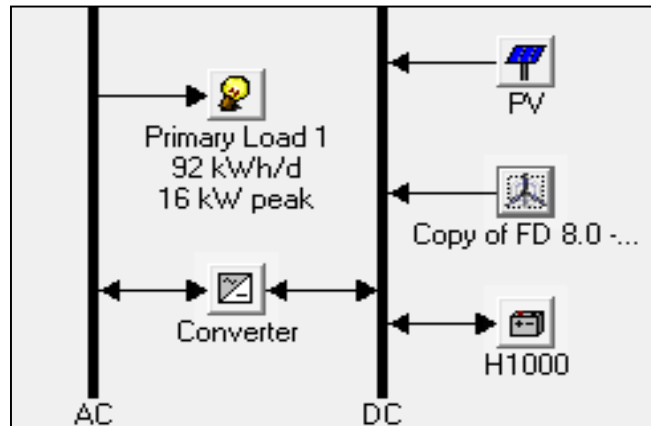 Primary Load 1
92 kWh/d
16 kW peak
PV
Copy of FD 8.0 -...
Converter
H1000
AC
DC